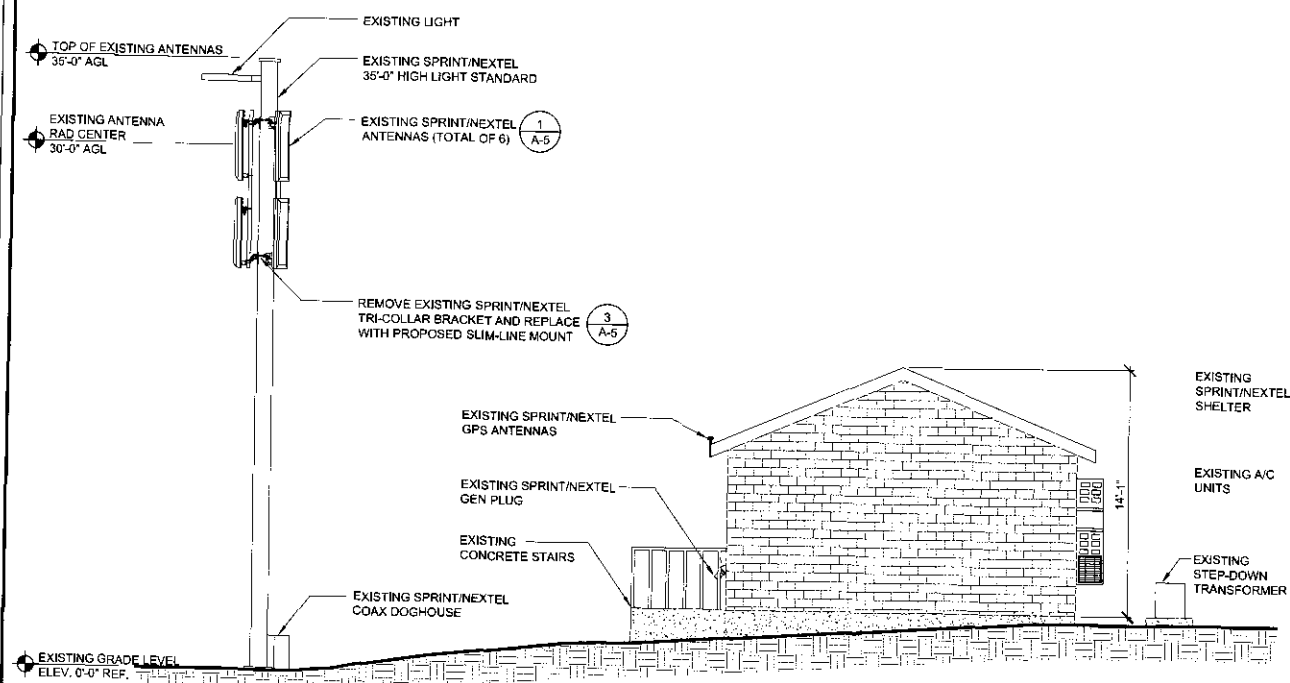 EXISTING LIGHT
TOP OF EXISTING ANTENNAS
35'-0" AGL
EXISTING SPRINT/NEXTEL
35'-0" HIGH LIGHT STANDARD
EXISTING ANTENNA
RAD CENTER
30'-0" AGL
EXISTING SPRINT/NEXTEL
ANTENNAS (TOTAL OF 6)
1
A-5
REMOVE EXISTING SPRINT/NEXTEL
TRI-COLLAR BRACKET AND REPLACE
WITH PROPOSED SLIM-LINE MOUNT
3
A-5
EXISTING
SPRINT/NEXTEL
SHELTER
EXISTING SPRINT/NEXTEL
GPS ANTENNAS
EXISTING A/C
UNITS
14'-1"
EXISTING SPRINT/NEXTEL
GEN PLUG
EXISTING
CONCRETE STAIRS
EXISTING
STEP-DOWN
TRANSFORMER
EXISTING SPRINT/NEXTEL
COAX DOGHOUSE
EXISTING GRADE LEVEL
ELEV. 0'-0" REF.